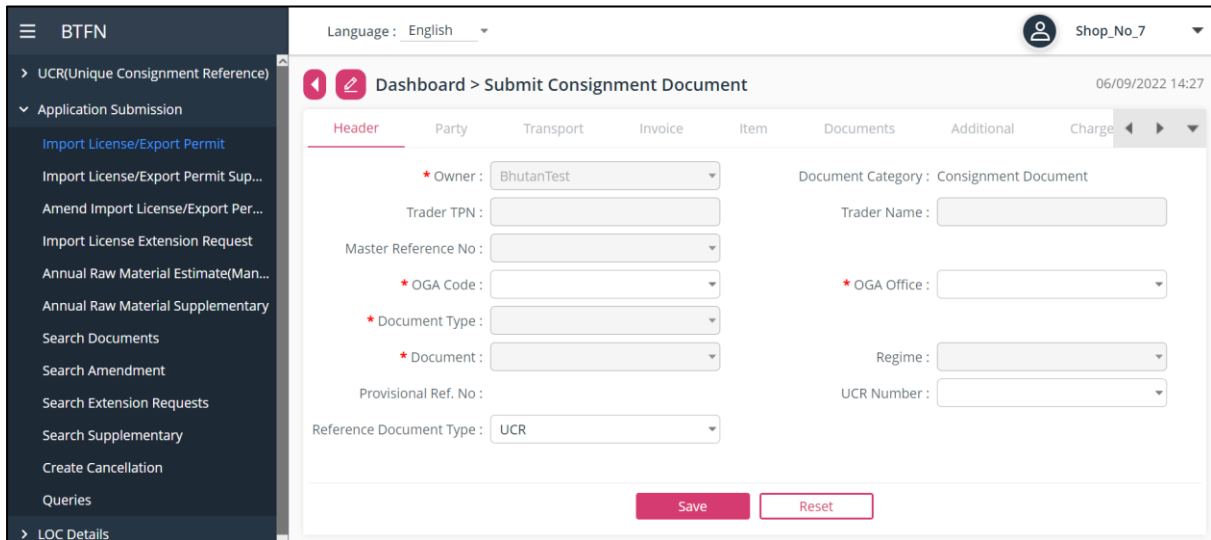 BTFN
Language : English
Shop_No_7
UCR(Unique Consignment Reference)
Application Submission
Import License/Export Permit
Import License/Export Permit Sup...
Amend Import License/Export Per...
Import License Extension Request
Annual Raw Material Estimate(Man...
Annual Raw Material Supplementary
Search Documents
Search Amendment
Search Extension Requests
Search Supplementary
Create Cancellation
Queries
LOC Details
Dashboard > Submit Consignment Document
06/09/2022 14:27
Header Party Transport Invoice Item Documents Additional Charge
* Owner : BhutanTest Document Category : Consignment Document
Trader TPN : Trader Name :
Master Reference No :
* OGA Code : * OGA Office :
* Document Type :
* Document : Regime :
Provisional Ref. No : UCR Number :
Reference Document Type : UCR
Save Reset